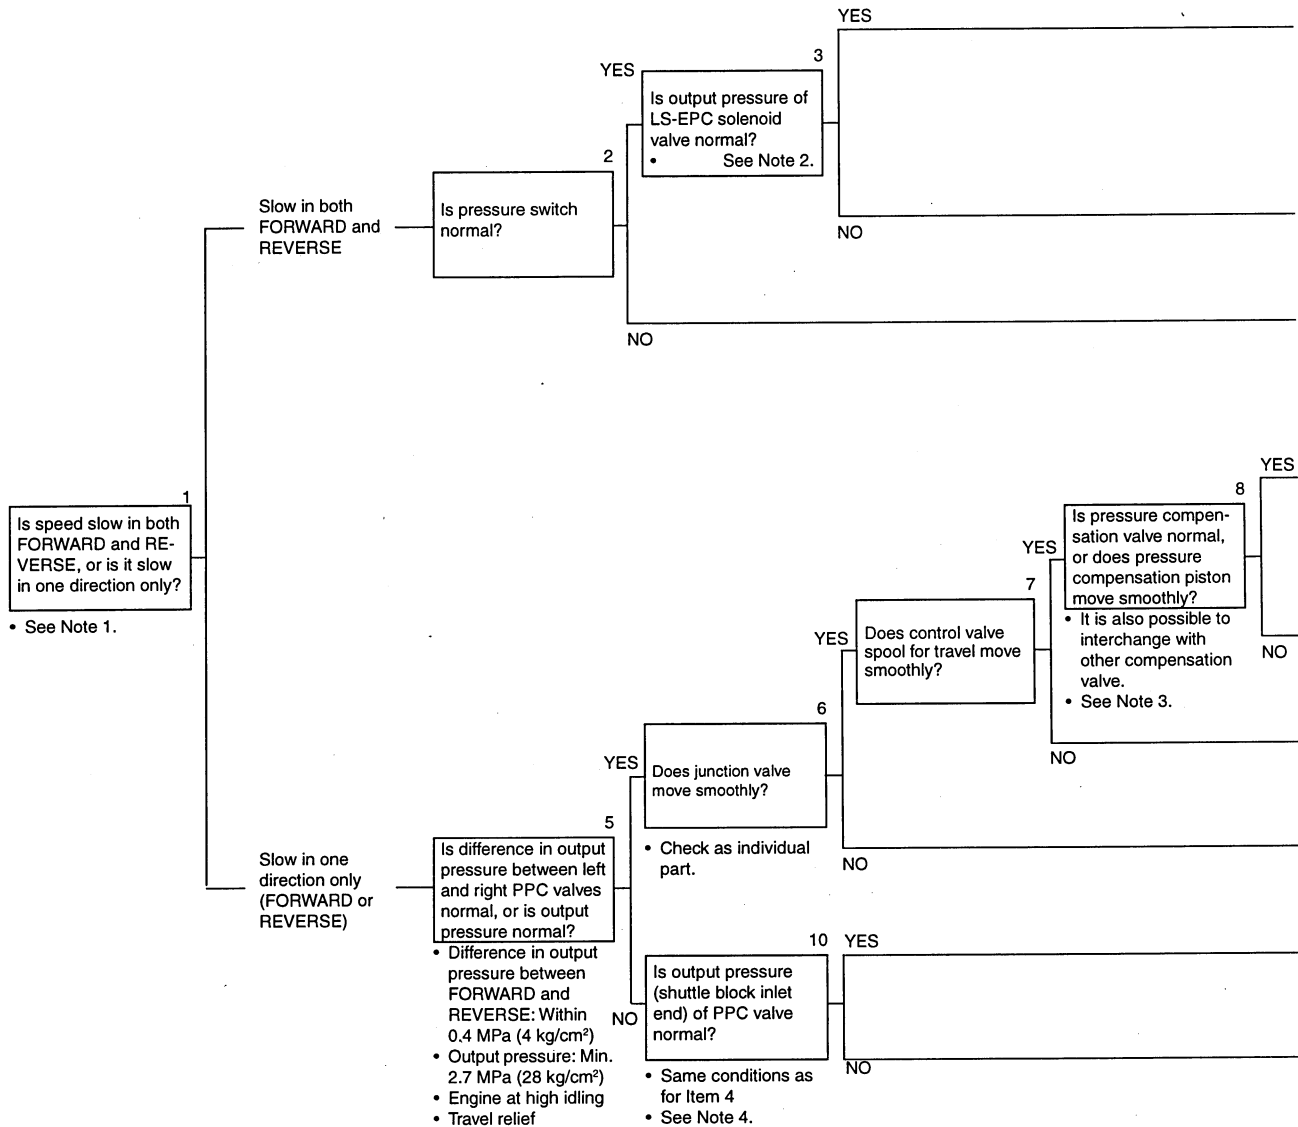 YES
3
YES
Is output pressure of
LS-EPC solenoid
valve normal?
• See Note 2.
2
Slow in both
FORWARD and
REVERSE
Is pressure switch
normal?
NO
NO
YES
8
1
Is speed slow in both
FORWARD and RE-
VERSE, or is it slow
in one direction only?
• See Note 1.
YES
Is pressure compen-
sation valve normal,
or does pressure
compensation piston
move smoothly?
• It is also possible to
interchange with
other compensation
valve.
• See Note 3.
NO
7
YES
Does control valve
spool for travel move
smoothly?
NO
6
YES
Does junction valve
move smoothly?
• Check as individual
part.
NO
5
Slow in one
direction only
(FORWARD or
REVERSE)
Is difference in output
pressure between left
and right PPC valves
normal, or is output
pressure normal?
• Difference in output
pressure between
FORWARD and
REVERSE: Within
0.4 MPa (4 kg/cm²)
• Output pressure: Min.
2.7 MPa (28 kg/cm²)
• Engine at high idling
• Travel relief
10
YES
NO
Is output pressure
(shuttle block inlet
end) of PPC valve
normal?
• Same conditions as
for Item 4
• See Note 4.
NO